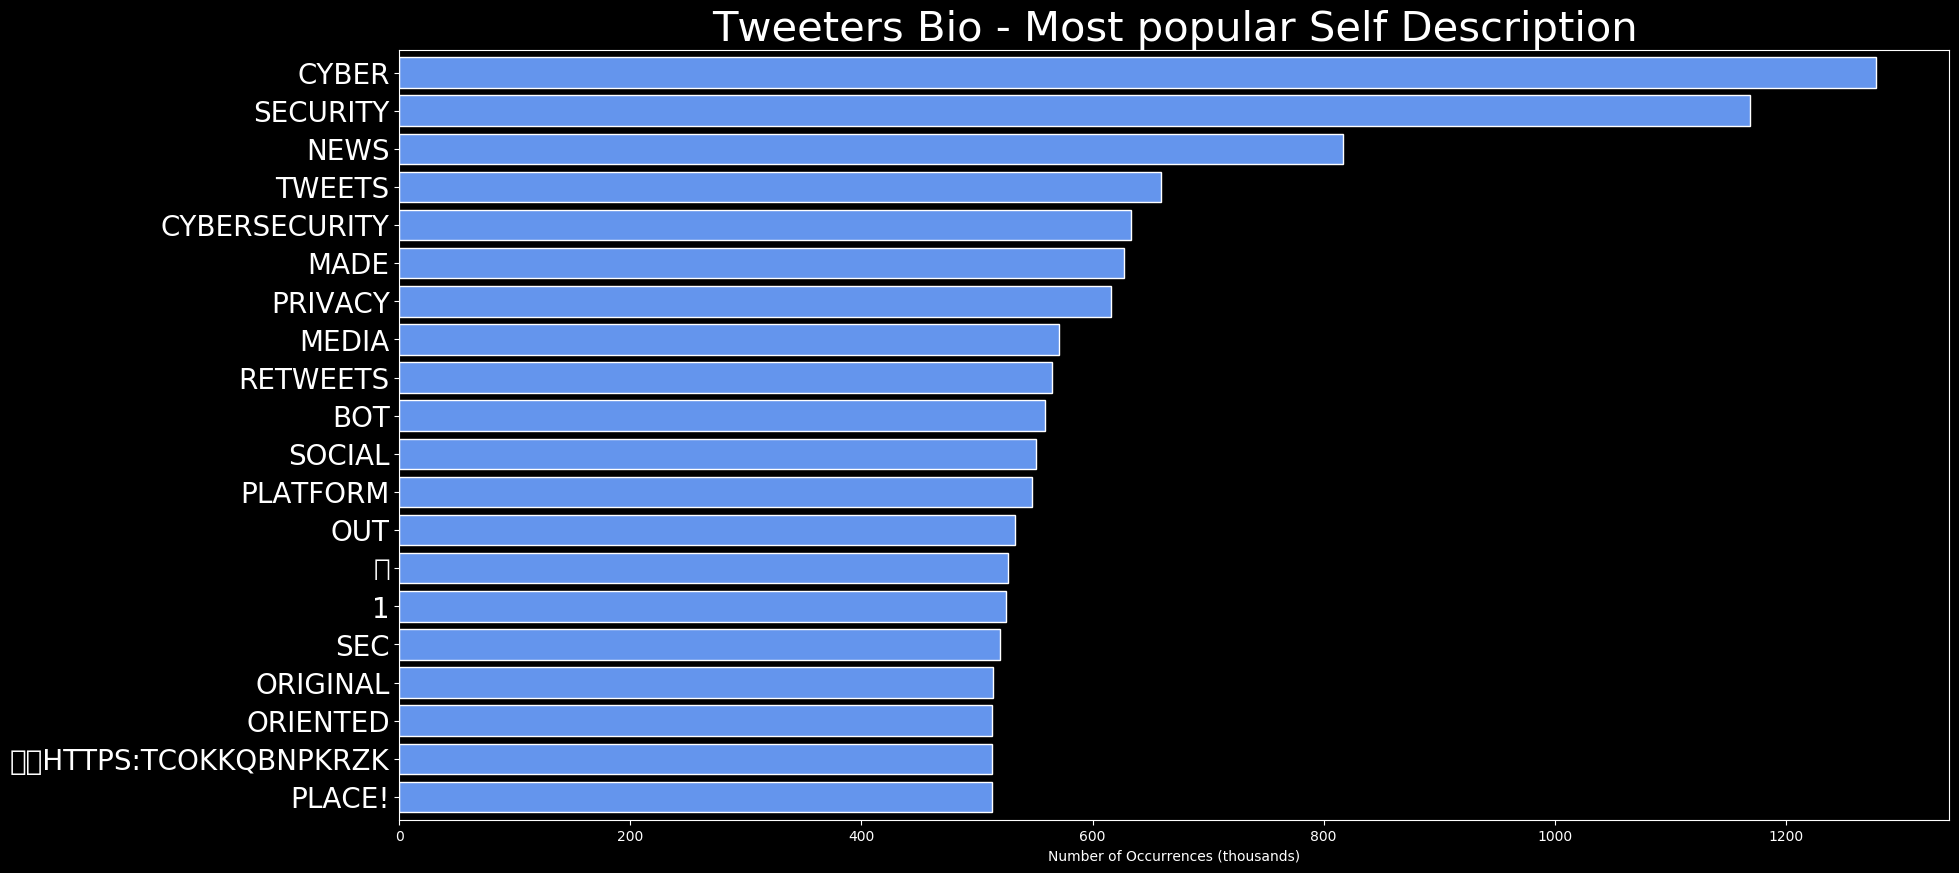 Tweeters Bio - Most popular Self Description
CYBER
SECURITY
NEWS
TWEETS
CYBERSECURITY
MADE
PRIVACY
MEDIA
RETWEETS
BOT
SOCIAL
PLATFORM
OUT
1
SEC
ORIGINAL
ORIENTED
HTTPS:TCOKKQBNPKRZK
PLACE!
0 200 400 600 800 1000 1200
Number of Occurrences (thousands)